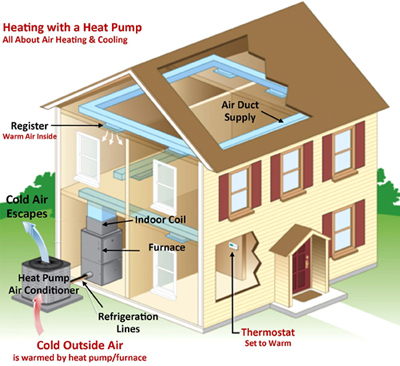 Heating with a Heat Pump
All About Air Heating & Cooling
Air Duct
Supply
Register
Warm Air Inside
Cold Air
Escapes
Indoor Coil
Furnace
Heat Pump
Air Conditioner
Refrigeration
Lines
Thermostat
Set to Warm
Cold Outside Air
is warmed by heat pump/furnace